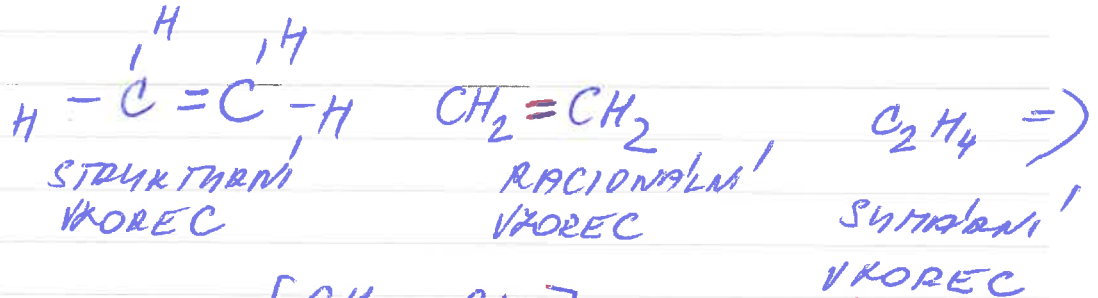 H H
H - C = C - H CH₂ = CH₂ C₂H₄ =)
STRUKTURNÍ RACIONÁLNÍ SUMÁRNÍ
VZOREC VZOREC VZOREC